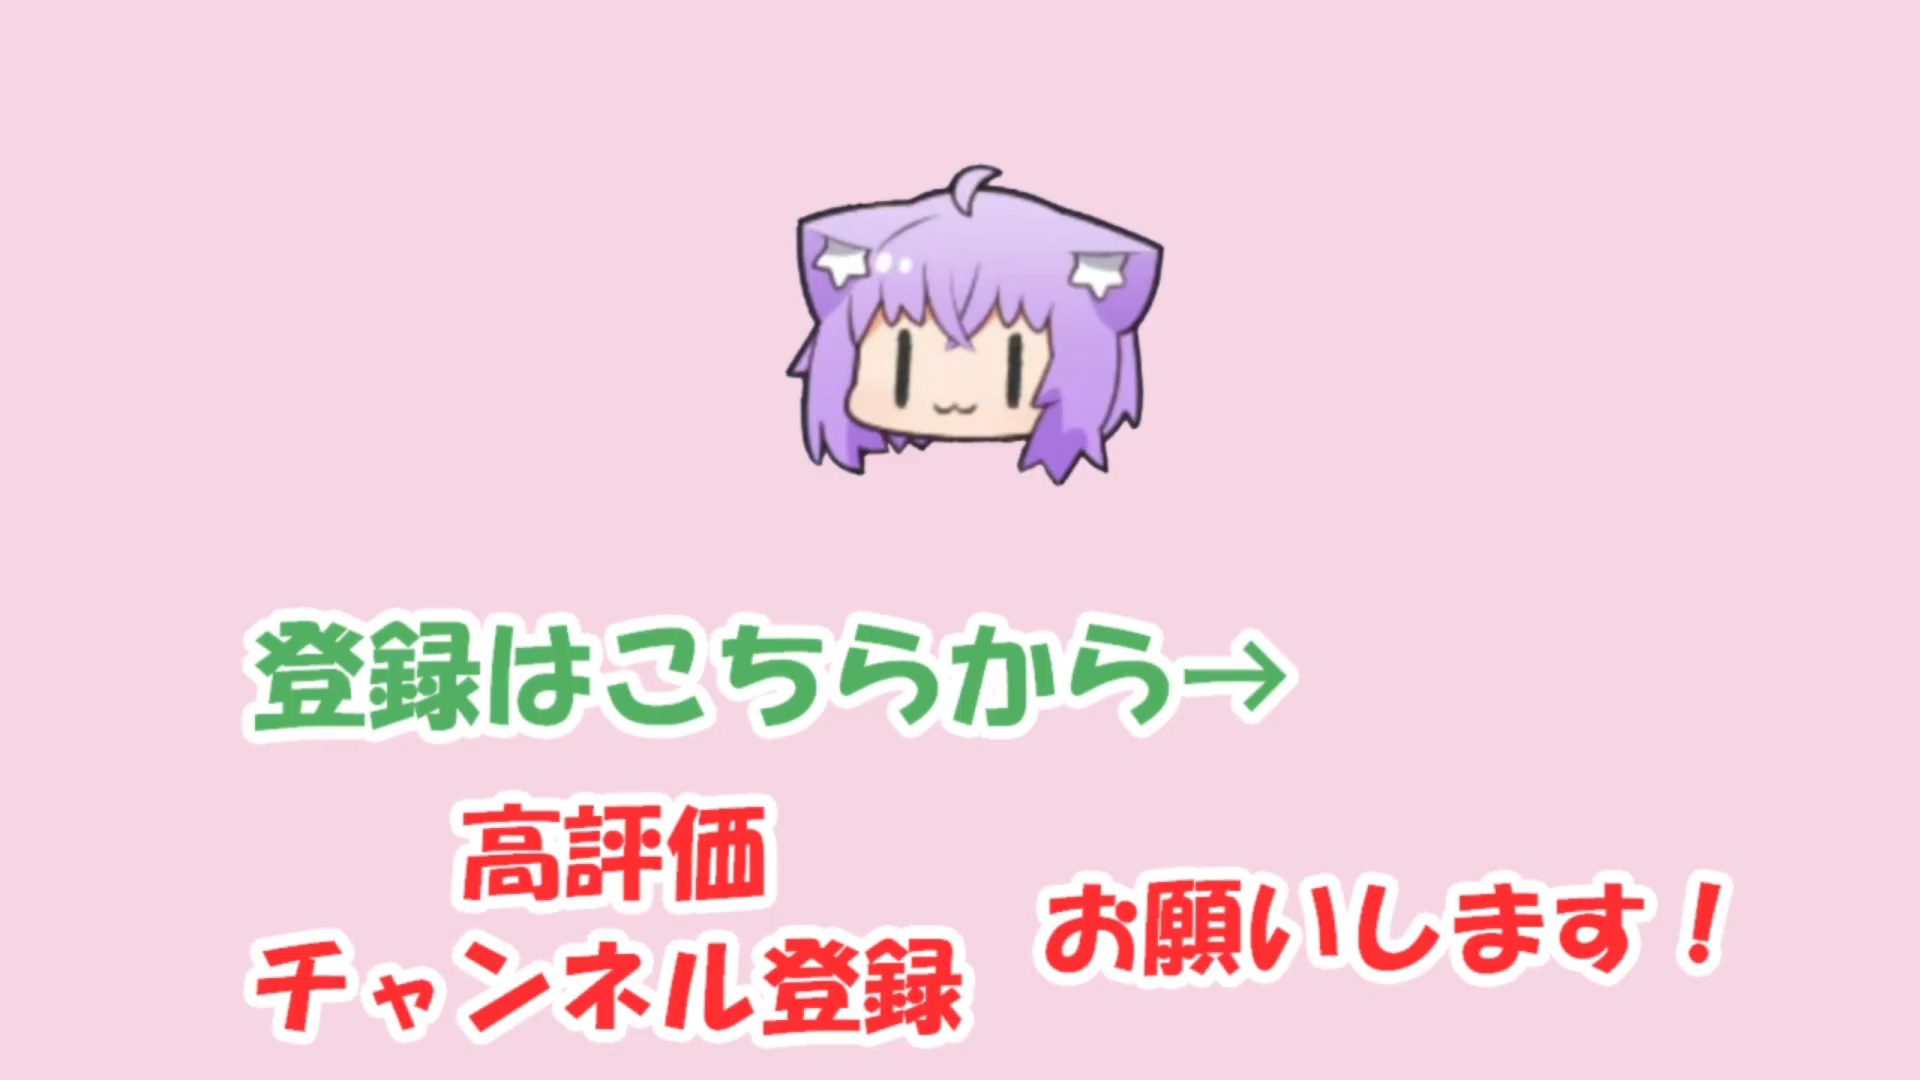 登録はこちらから→
高評価
チャンネル登録
お願いします！